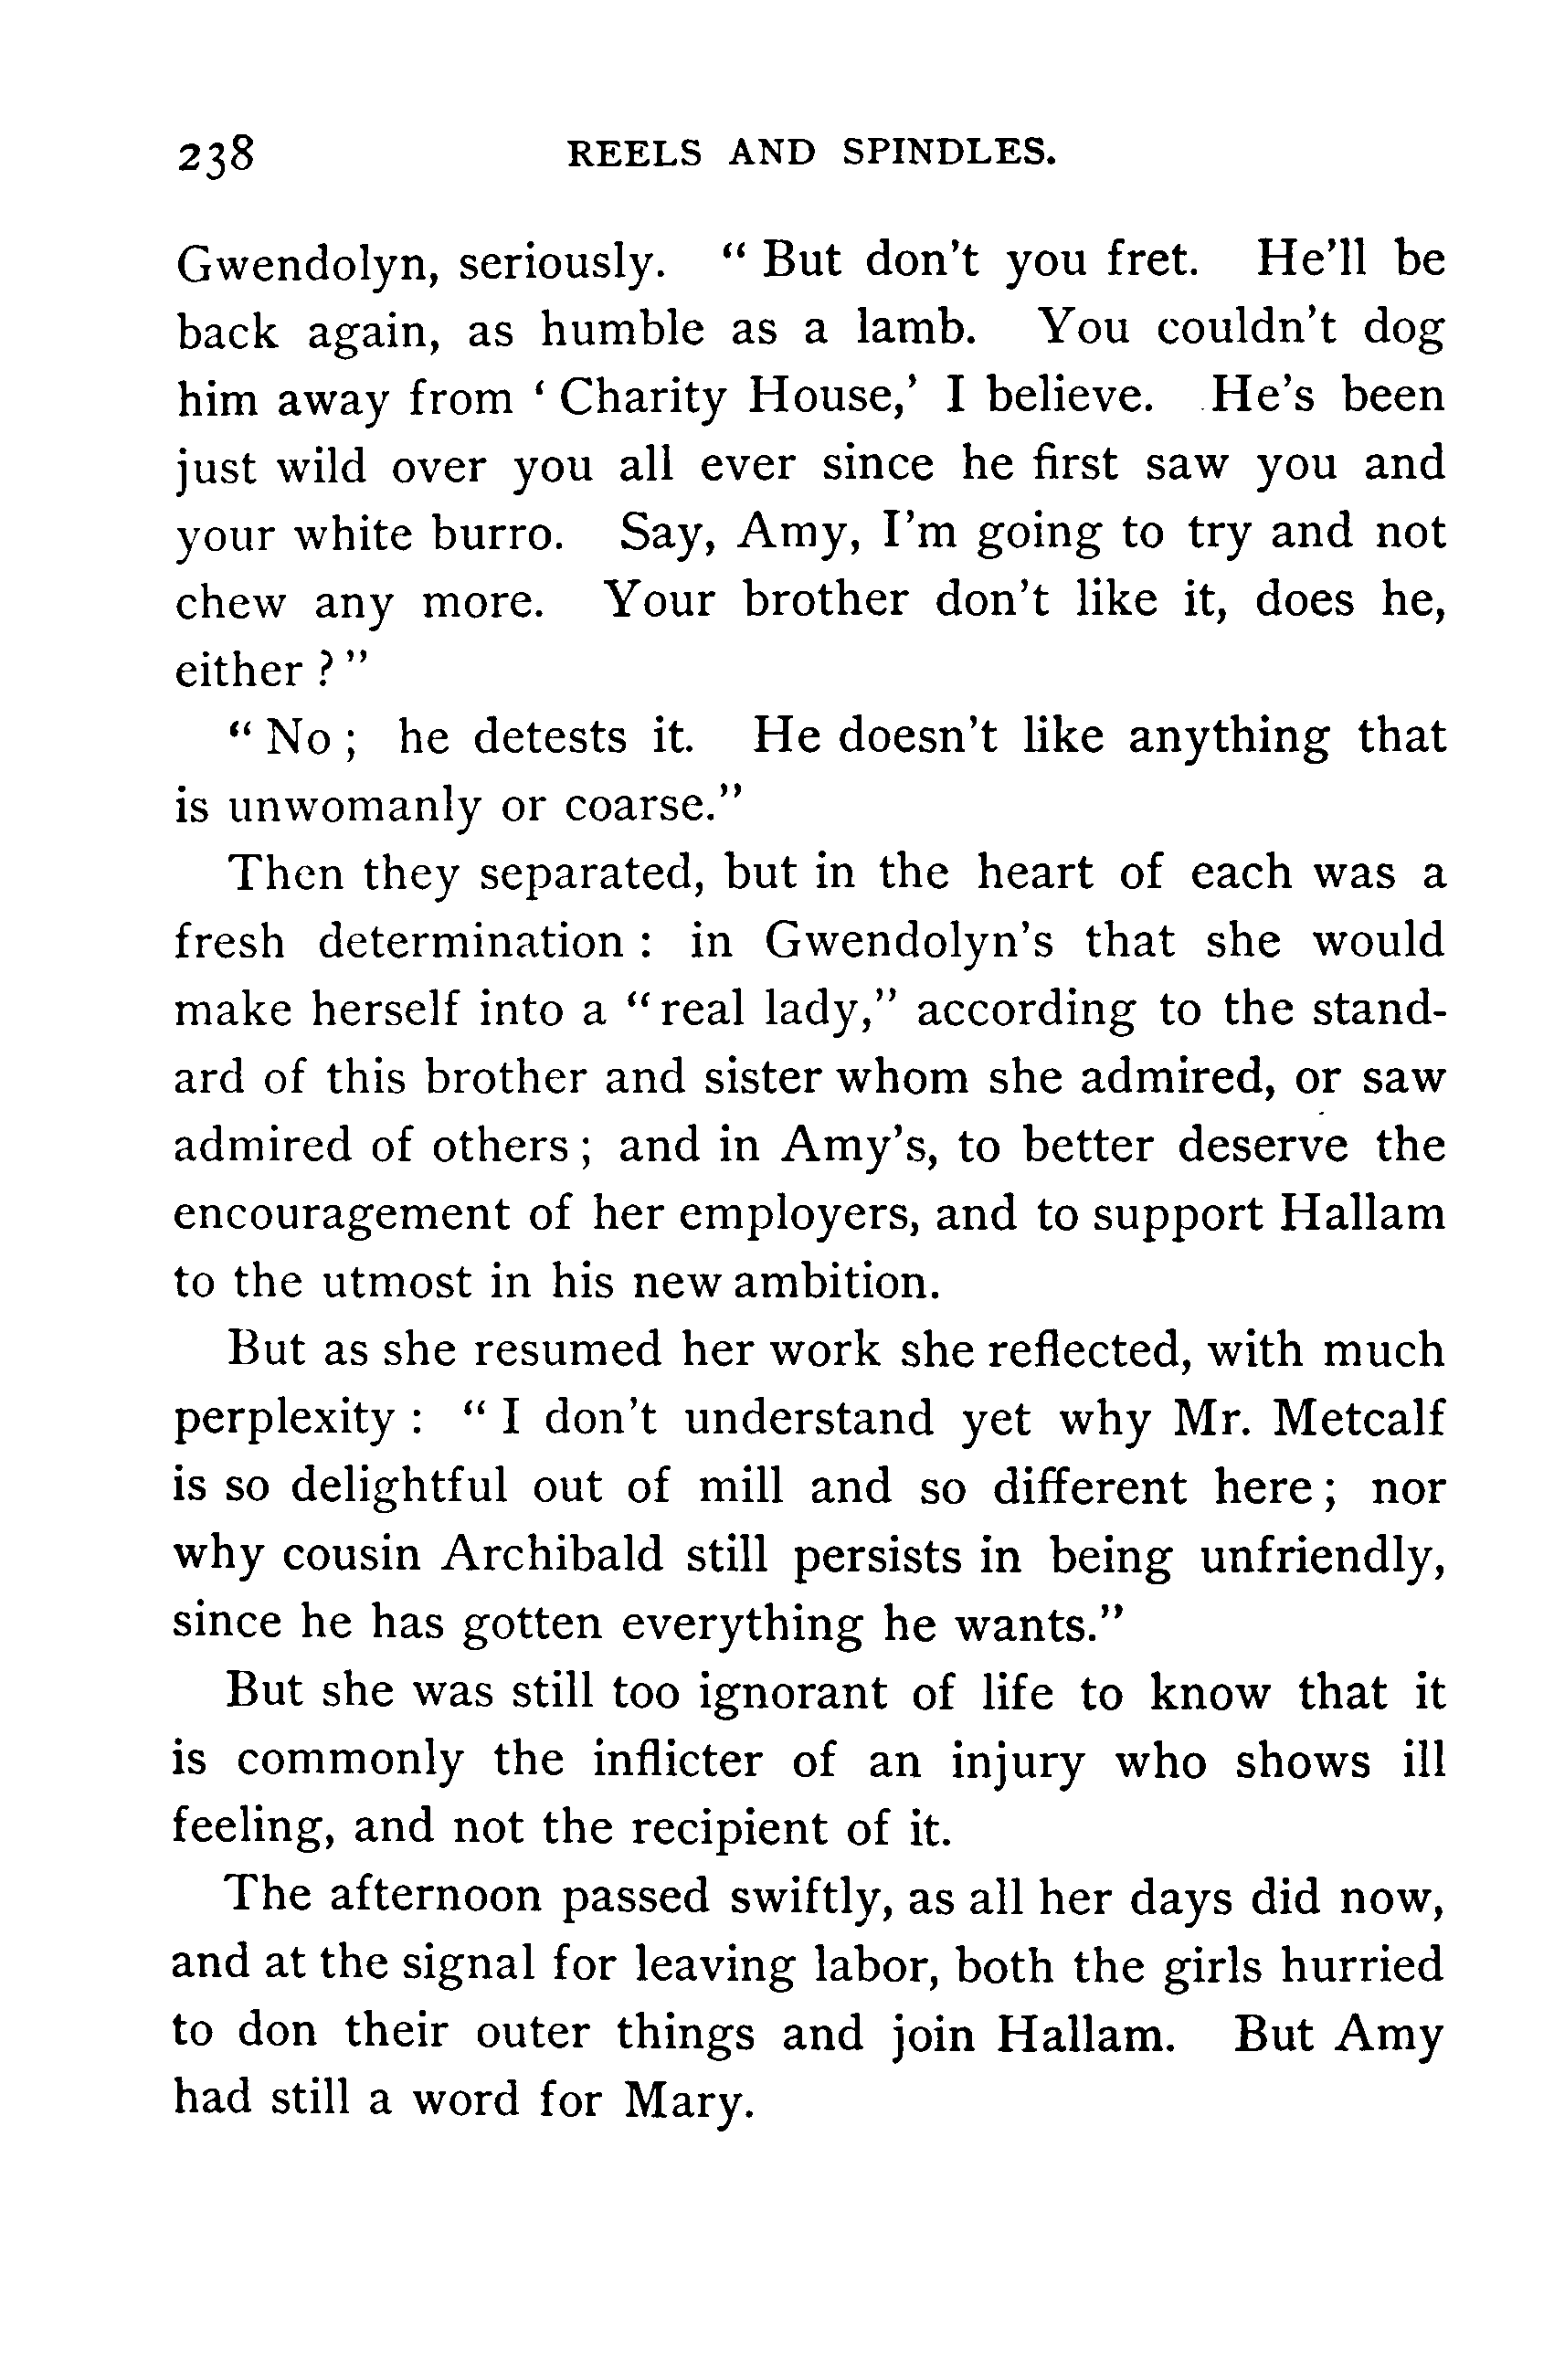 238 REELS AND SPINDLES.
Gwendolyn, seriously. “ But don’t you fret. He’ll be
back again, as humble as a lamb. You couldn’t dog
him away from ‘ Charity House,’ I believe. He’s been
just wild over you all ever since he first saw you and
your white burro. Say, Amy, I’m going to try and not
chew any more. Your brother don’t like it, does he,
either ? ”
“ No ; he detests it. He doesn’t like anything that
is unwomanly or coarse.”
Then they separated, but in the heart of each was a
fresh determination : in Gwendolyn’s that she would
make herself into a “ real lady,” according to the stand-
ard of this brother and sister whom she admired, or saw
admired of others ; and in Amy’s, to better deserve the
encouragement of her employers, and to support Hallam
to the utmost in his new ambition.
But as she resumed her work she reflected, with much
perplexity : “ I don’t understand yet why Mr. Metcalf
is so delightful out of mill and so different here ; nor
why cousin Archibald still persists in being unfriendly,
since he has gotten everything he wants.”
But she was still too ignorant of life to know that it
is commonly the inflicter of an injury who shows ill
feeling, and not the recipient of it.
The afternoon passed swiftly, as all her days did now,
and at the signal for leaving labor, both the girls hurried
to don their outer things and join Hallam. But Amy
had still a word for Mary.